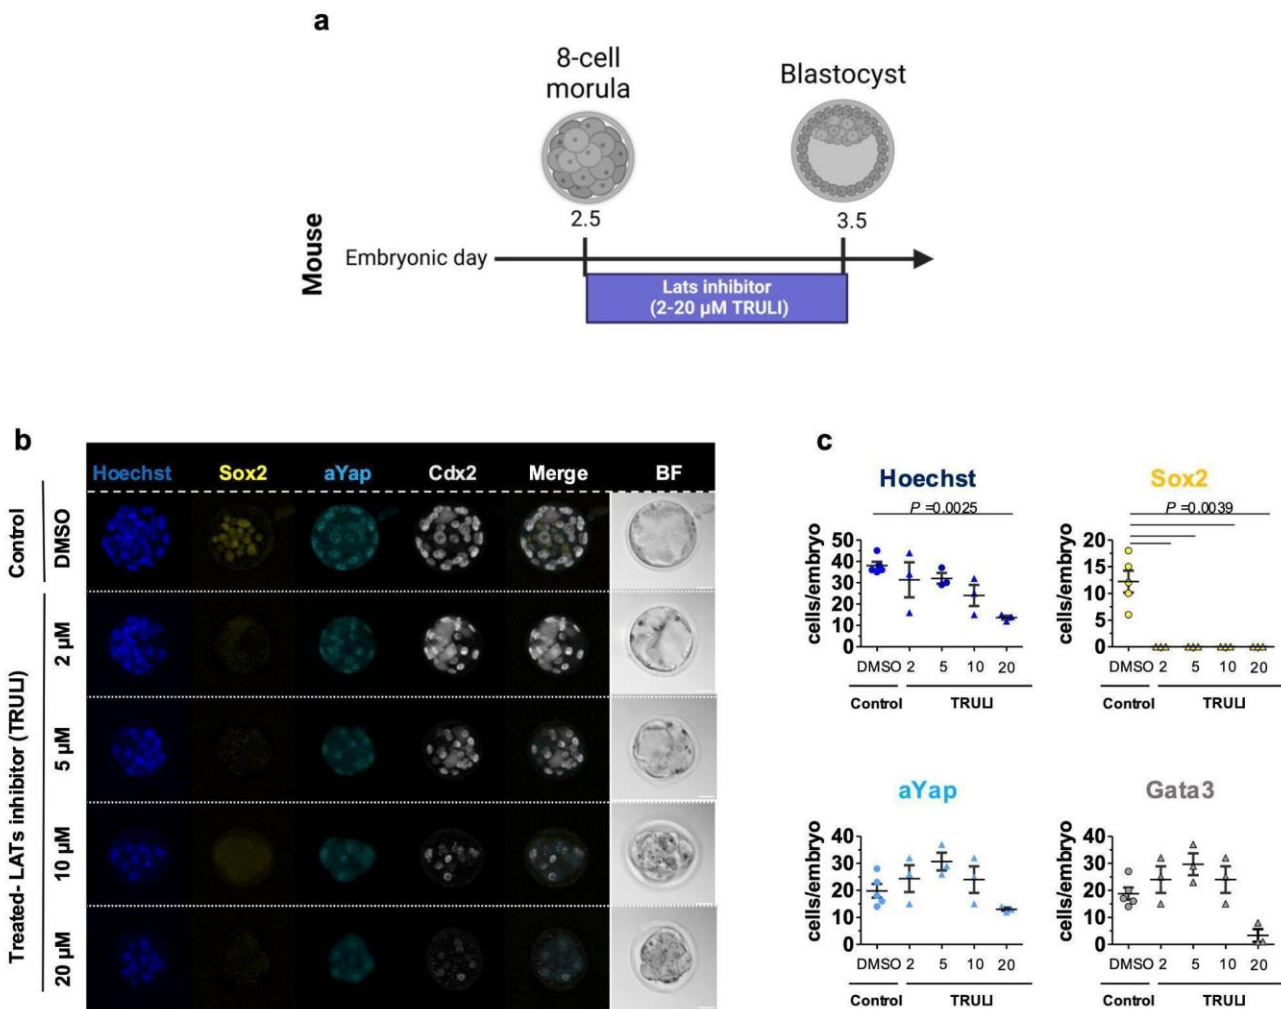 a
8-cell
morula
Blastocyst
2.5
3.5
Mouse
Embryonic day
Lats inhibitor
(2-20 µM TRULI)
b
Hoechst Sox2 aYap Cdx2 Merge BF
Control
DMSO
Treated- LATs inhibitor (TRULI)
2 µM
5 µM
10 µM
20 µM
c
Hoechst
P =0.0025
cells/embryo
50
40
30
20
10
0
DMSO 2 5 10 20
Control TRULI
Sox2
P =0.0039
cells/embryo
20
15
10
5
0
DMSO 2 5 10 20
Control TRULI
aYap
cells/embryo
40
30
20
10
0
DMSO 2 5 10 20
Control TRULI
Gata3
cells/embryo
40
30
20
10
0
DMSO 2 5 10 20
Control TRULI